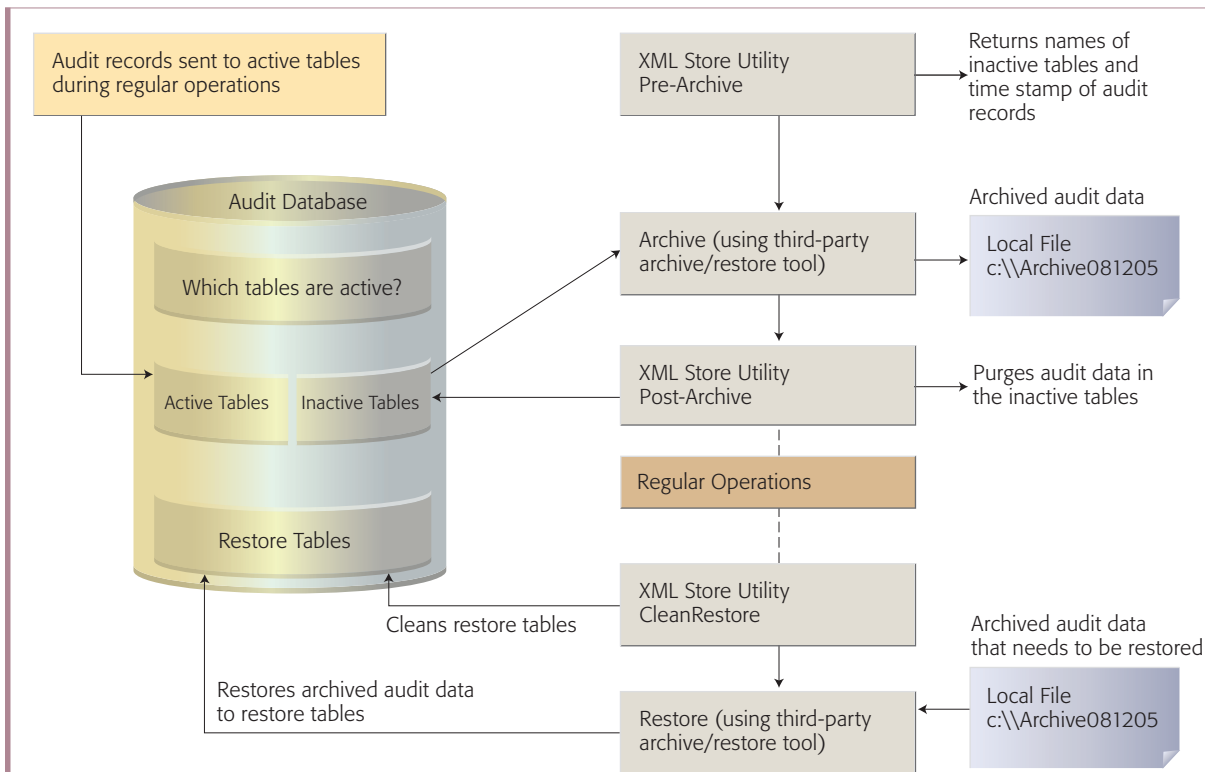 Audit records sent to active tables
during regular operations
XML Store Utility
Pre-Archive
Returns names of
inactive tables and
time stamp of audit
records
Audit Database
Which tables are active?
Active Tables
Inactive Tables
Restore Tables
Archive (using third-party
archive/restore tool)
Archived audit data
Local File
c:\\Archive081205
XML Store Utility
Post-Archive
Purges audit data in
the inactive tables
Regular Operations
XML Store Utility
CleanRestore
Cleans restore tables
Archived audit data
that needs to be restored
Restores archived audit data
to restore tables
Restore (using third-party
archive/restore tool)
Local File
c:\\Archive081205